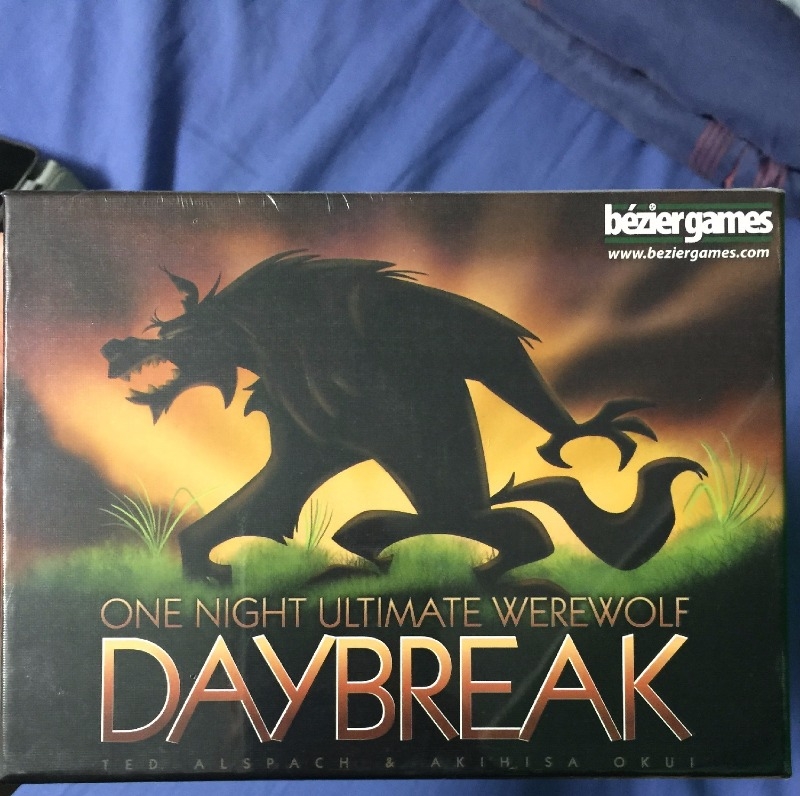 béziergames
www.beziergames.com
ONE NIGHT ULTIMATE WEREWOLF
DAYBREAK
TED ALSPACH & AKIHISA OKUI